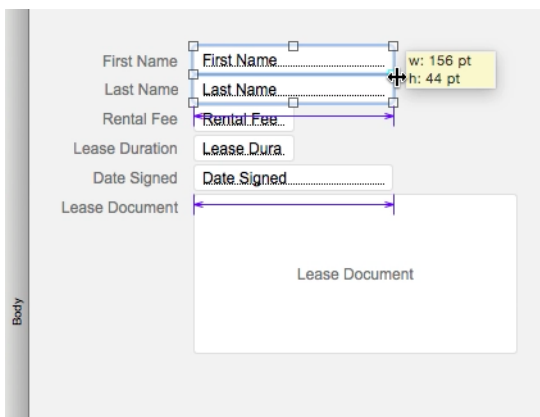 First Name First Name w: 156 pt
h: 44 pt
Last Name Last Name
Rental Fee Rental Fee
Lease Duration Lease Dura
Date Signed Date Signed
Lease Document
Lease Document
Body